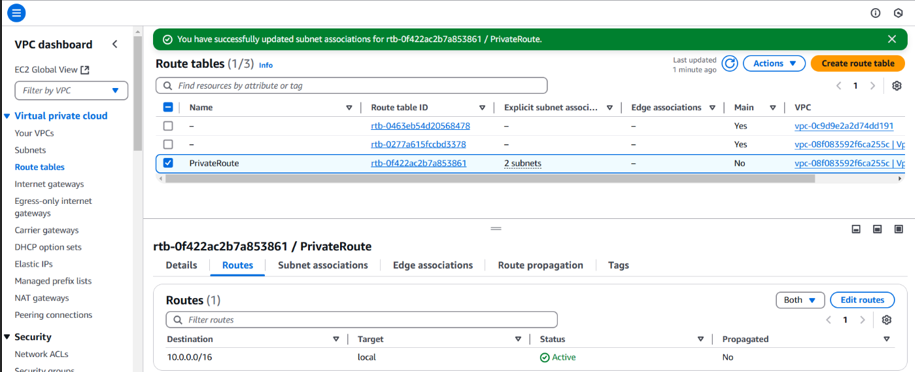 VPC dashboard
EC2 Global View
Filter by VPC
Virtual private cloud
Your VPCs
Subnets
Route tables
Internet gateways
Egress-only internet
gateways
Carrier gateways
DHCP option sets
Elastic IPs
Managed prefix lists
NAT gateways
Peering connections
Security
Network ACLs
Security groups
You have successfully updated subnet associations for rtb-0f422ac2b7a853861 / PrivateRoute.
Route tables (1/3) Info
Last updated
1 minute ago
Actions
Create route table
Find resources by attribute or tag
1
Name Route table ID Explicit subnet associ... Edge associations Main VPC
– rtb-0463eb54d20568478 – – Yes vpc-0c9d9e2a2d74dd191
– rtb-0277a615fccbd3378 – – Yes vpc-08f083592f6ca255c | Vp
PrivateRoute rtb-0f422ac2b7a853861 2 subnets – No vpc-08f083592f6ca255c | Vp
rtb-0f422ac2b7a853861 / PrivateRoute
Details Routes Subnet associations Edge associations Route propagation Tags
Routes (1)
Both
Edit routes
Filter routes
1
Destination Target Status Propagated
10.0.0.0/16 local Active No